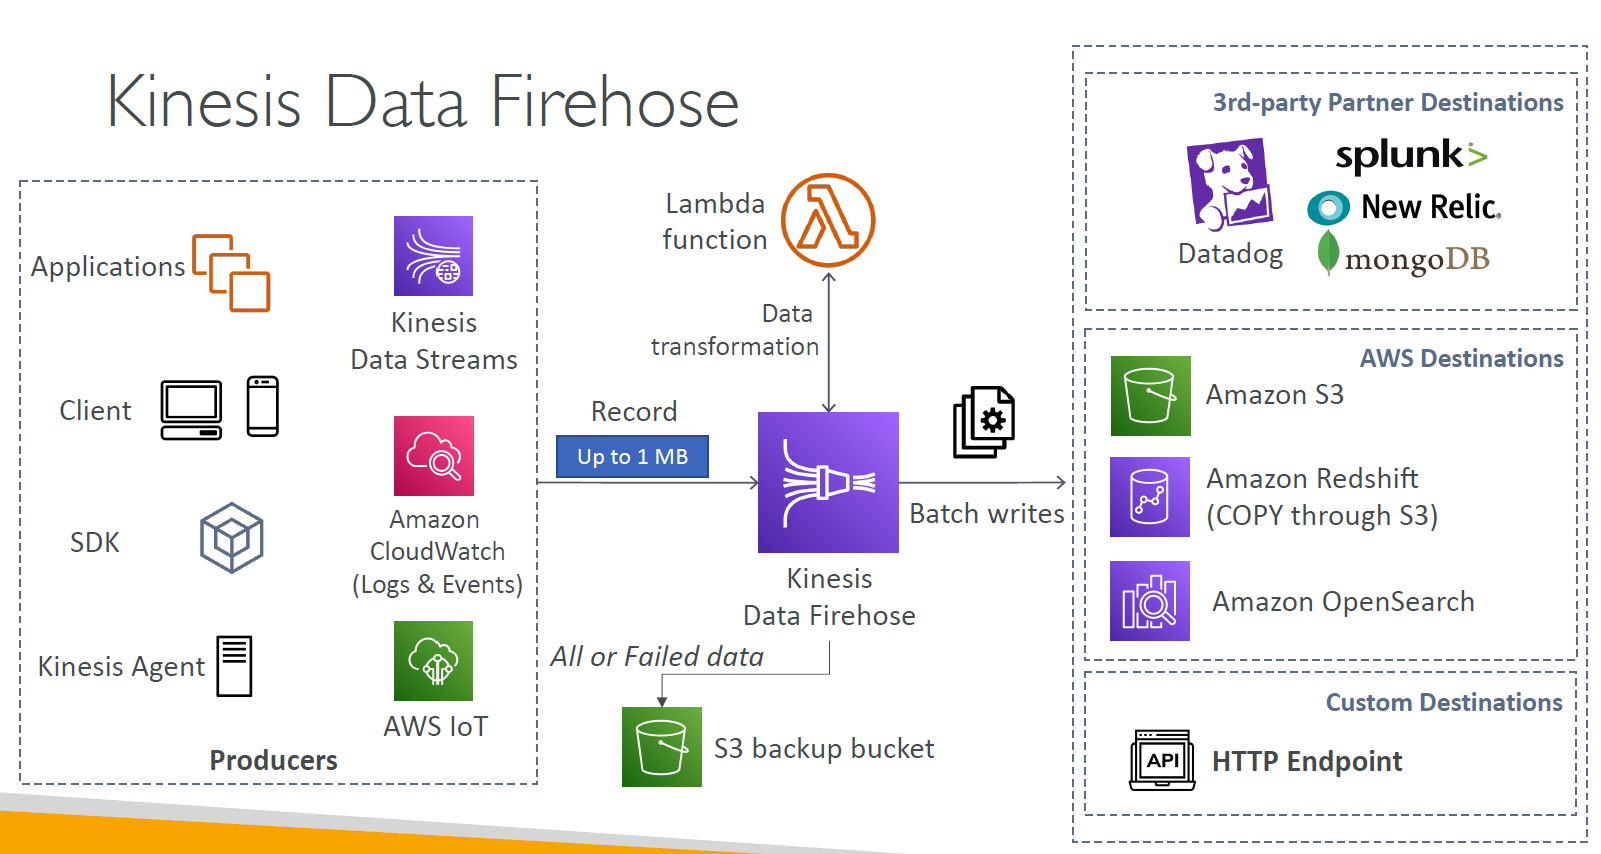 Kinesis Data Firehose
Applications
Kinesis
Data Streams
Client
Amazon
CloudWatch
(Logs & Events)
SDK
Kinesis Agent
AWS IoT
Producers
Lambda
function
Data
transformation
Record
Up to 1 MB
Kinesis
Data Firehose
Batch writes
All or Failed data
S3 backup bucket
3rd-party Partner Destinations
splunk>
New Relic.
Datadog
mongoDB
AWS Destinations
Amazon S3
Amazon Redshift
(COPY through S3)
Amazon OpenSearch
Custom Destinations
API
HTTP Endpoint